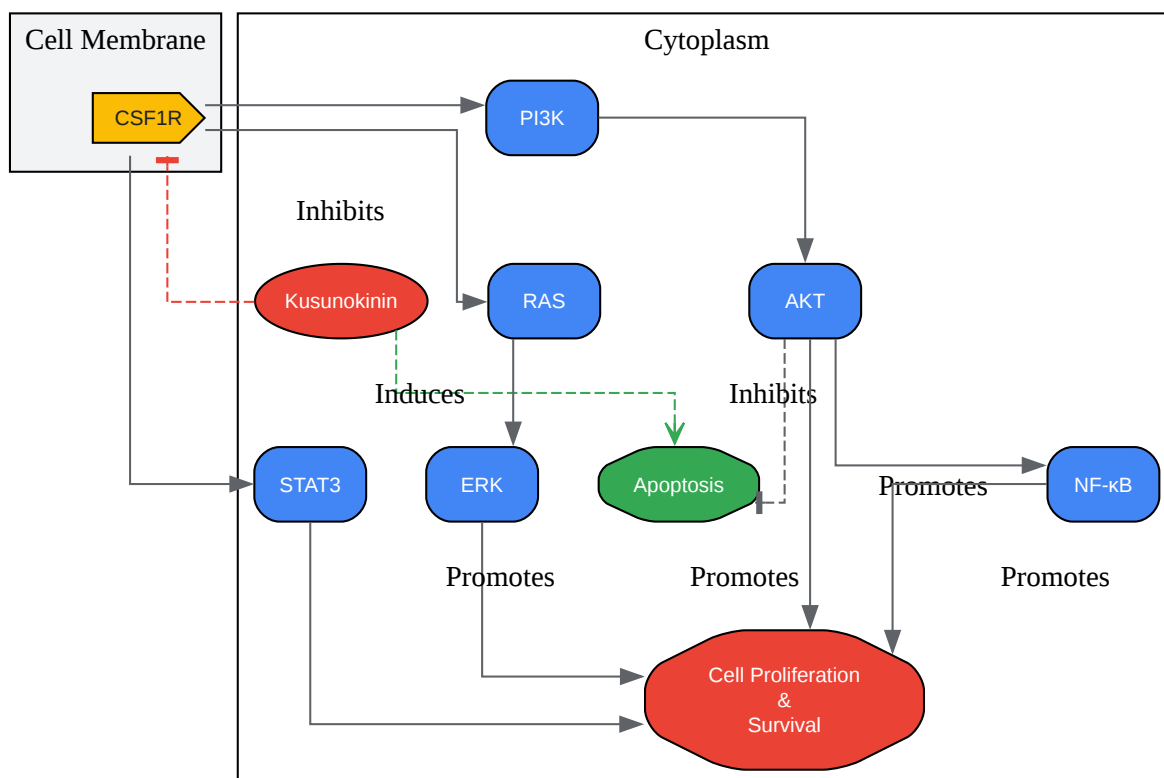 Cell Membrane
Cytoplasm
CSF1R
PI3K
Inhibits
Kusunokinin
RAS
AKT
Induces
Inhibits
STAT3
ERK
Apoptosis
Promotes
NF-κB
Promotes
Promotes
Promotes
Cell Proliferation
&
Survival